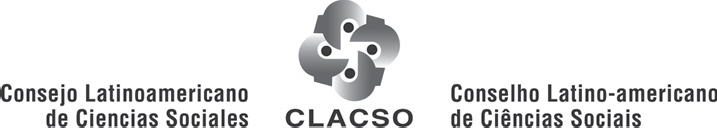 Consejo Latinoamericano
de Ciencias Sociales
CLACSO
Conselho Latino-americano
de Ciências Sociais